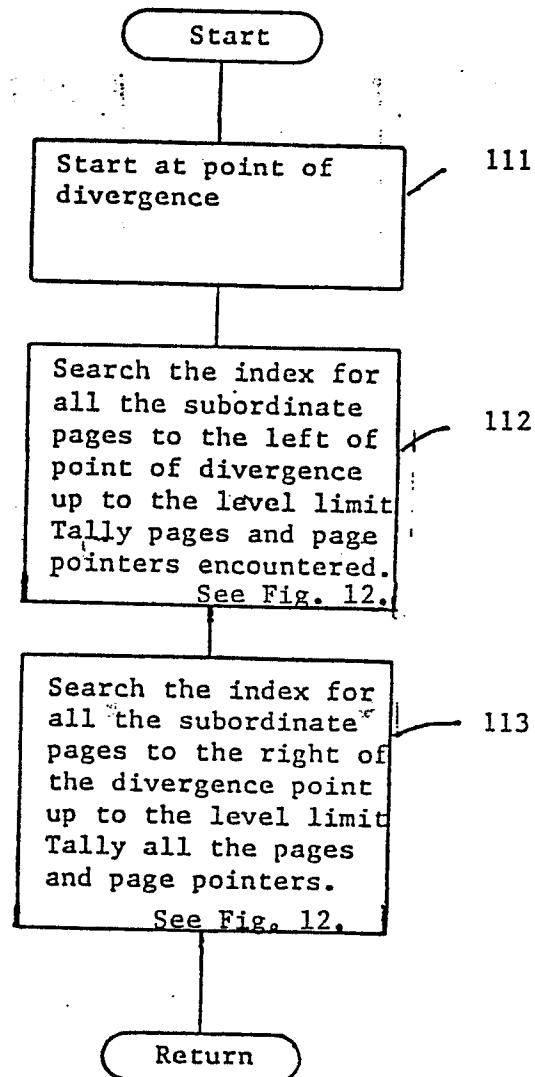 Start
Start at point of
divergence
111
Search the index for
all the subordinate
pages to the left of
point of divergence
up to the level limit
Tally pages and page
pointers encountered.
See Fig. 12.
112
Search the index for
all the subordinate
pages to the right of
the divergence point
up to the level limit
Tally all the pages
and page pointers.
See Fig. 12.
113
Return